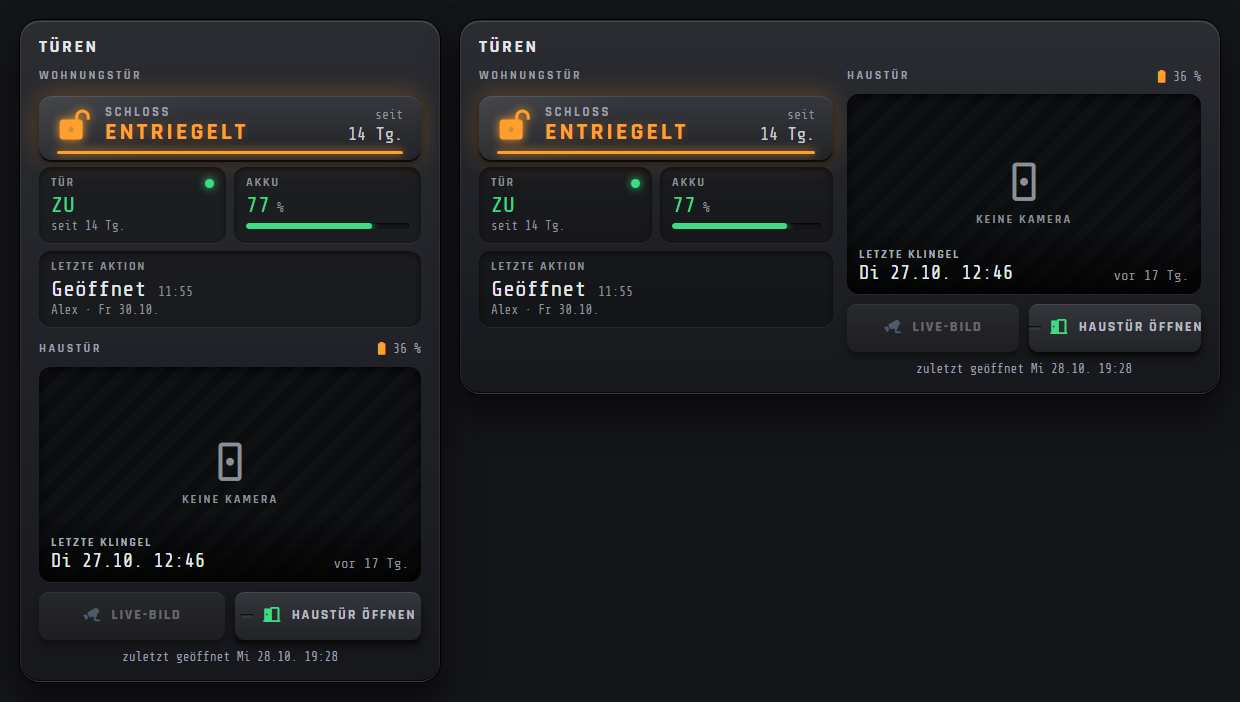 TÜREN
WOHNUNGSTÜR
SCHLOSS
ENTRIEGELT
seit
14 Tg.
TÜR
ZU
seit 14 Tg.
AKKU
77 %
LETZTE AKTION
Geöffnet 11:55
Alex · Fr 30.10.
HAUSTÜR
36 %
KEINE KAMERA
LETZTE KLINGEL
Di 27.10. 12:46
vor 17 Tg.
LIVE-BILD
HAUSTÜR ÖFFNEN
zuletzt geöffnet Mi 28.10. 19:28
TÜREN
WOHNUNGSTÜR
SCHLOSS
ENTRIEGELT
seit
14 Tg.
TÜR
ZU
seit 14 Tg.
AKKU
77 %
LETZTE AKTION
Geöffnet 11:55
Alex · Fr 30.10.
HAUSTÜR
36 %
KEINE KAMERA
LETZTE KLINGEL
Di 27.10. 12:46
vor 17 Tg.
LIVE-BILD
HAUSTÜR ÖFFNEN
zuletzt geöffnet Mi 28.10. 19:28